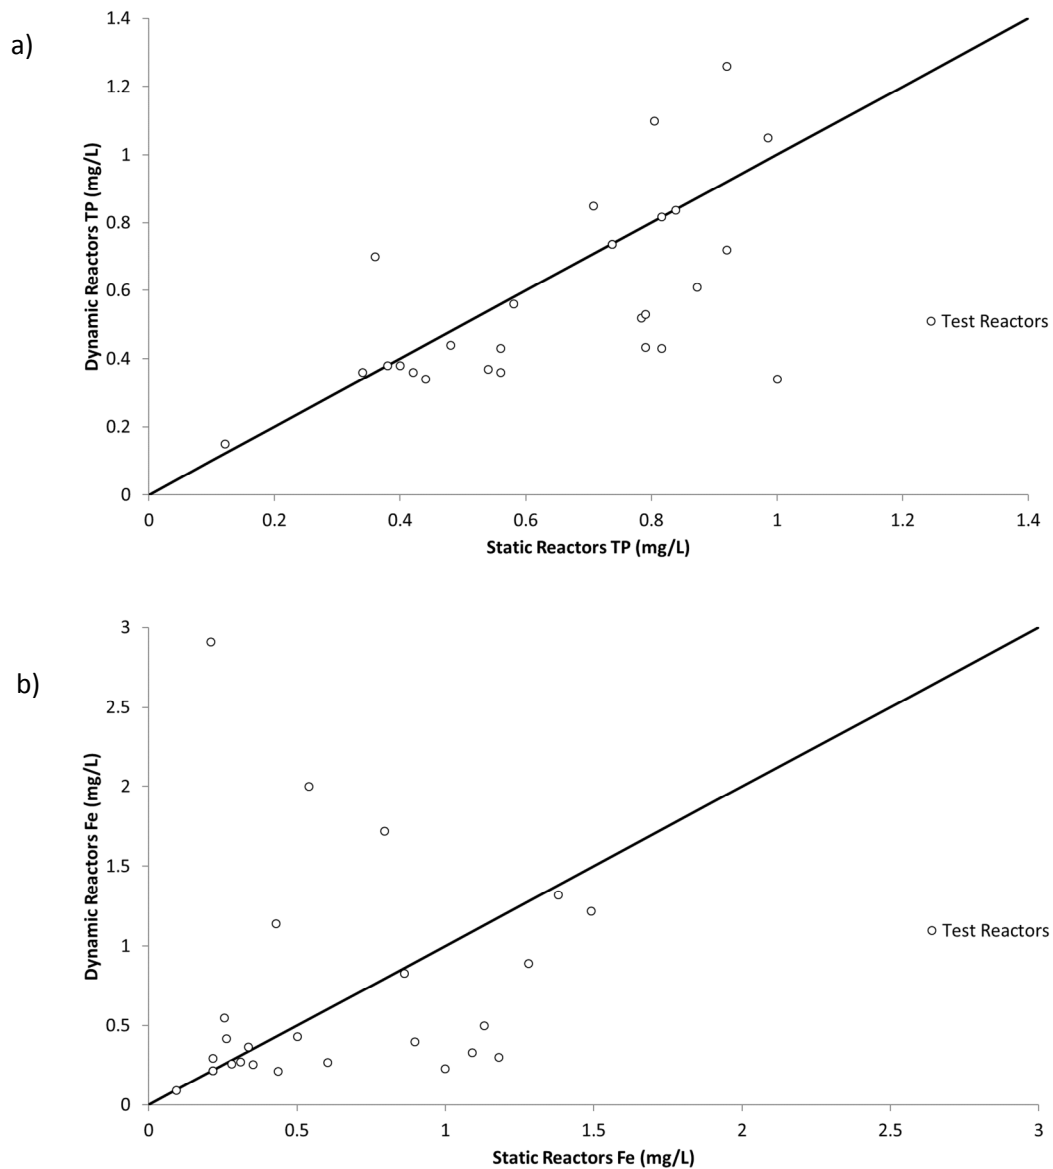 a)
Dynamic Reactors TP (mg/L)
1.4
1.2
1
0.8
0.6
0.4
0.2
0
0 0.2 0.4 0.6 0.8 1 1.2 1.4
Static Reactors TP (mg/L)
Test Reactors
b)
Dynamic Reactors Fe (mg/L)
3
2.5
2
1.5
1
0.5
0
0 0.5 1 1.5 2 2.5 3
Static Reactors Fe (mg/L)
Test Reactors